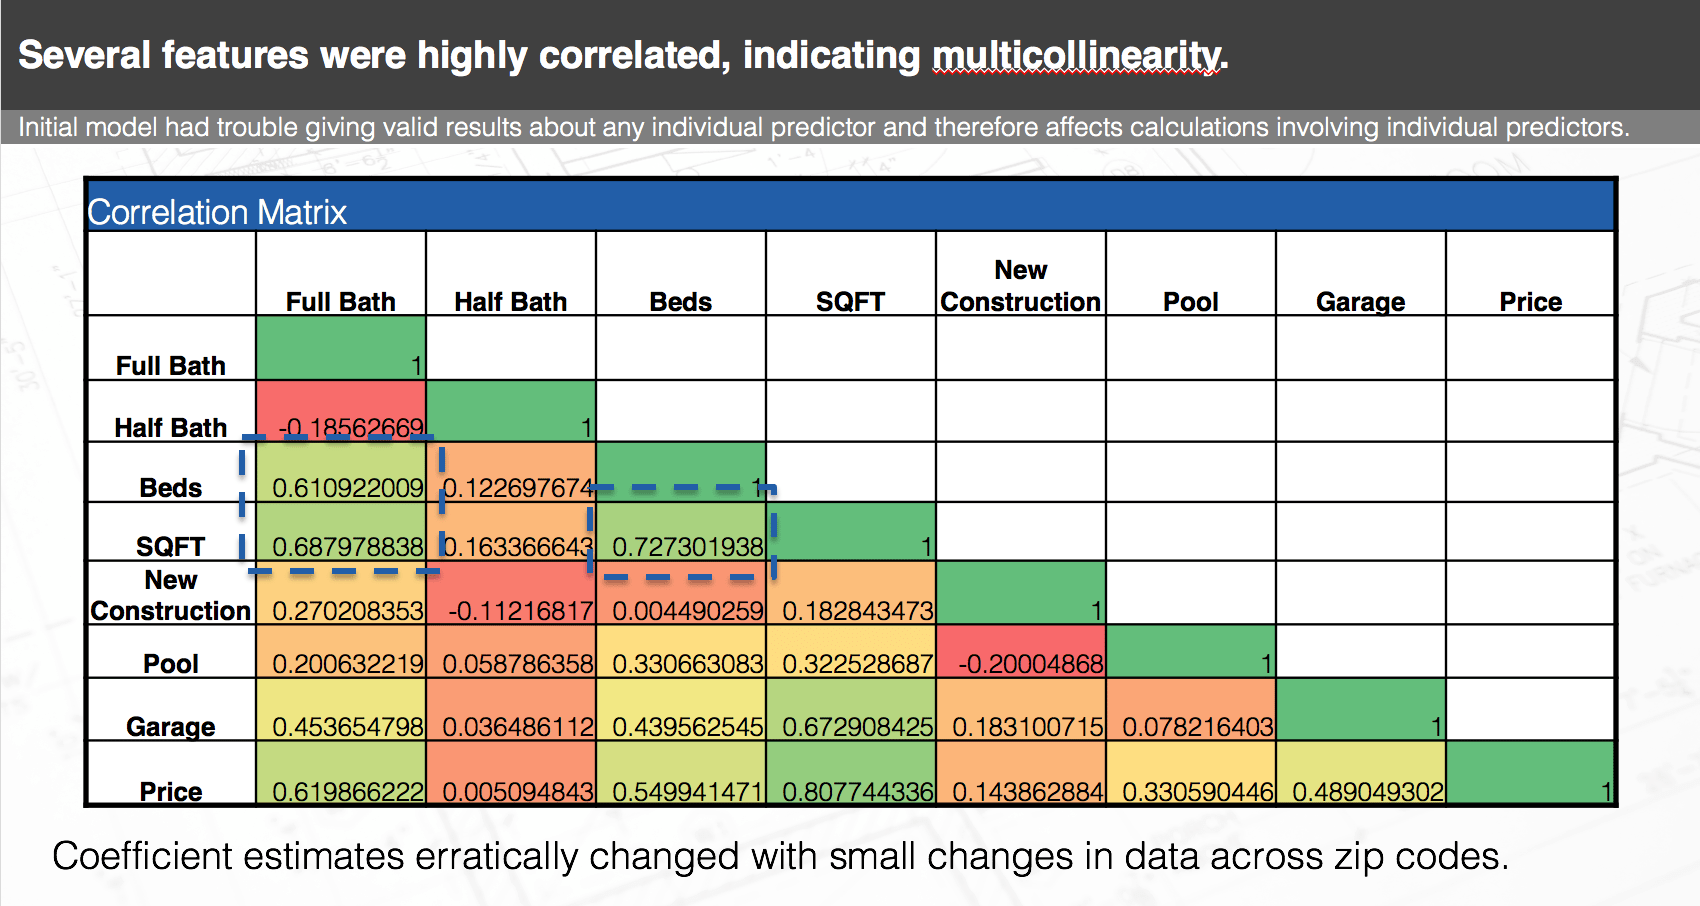 Several features were highly correlated, indicating multicollinearity.
Initial model had trouble giving valid results about any individual predictor and therefore affects calculations involving individual predictors.
Correlation Matrix
Full Bath Half Bath Beds SQFT New Construction Pool Garage Price
Full Bath 1
Half Bath -0.18562669 1
Beds 0.610922009 0.122697674 1
SQFT 0.687978838 0.163366643 0.727301938 1
New Construction 0.270208353 -0.11216817 0.004490259 0.182843473 1
Pool 0.200632219 0.058786358 0.330663083 0.322528687 -0.20004868 1
Garage 0.453654798 0.036486112 0.439562545 0.672908425 0.183100715 0.078216403 1
Price 0.619866222 0.005094843 0.549941471 0.807744336 0.143862884 0.330590446 0.489049302 1
Coefficient estimates erratically changed with small changes in data across zip codes.